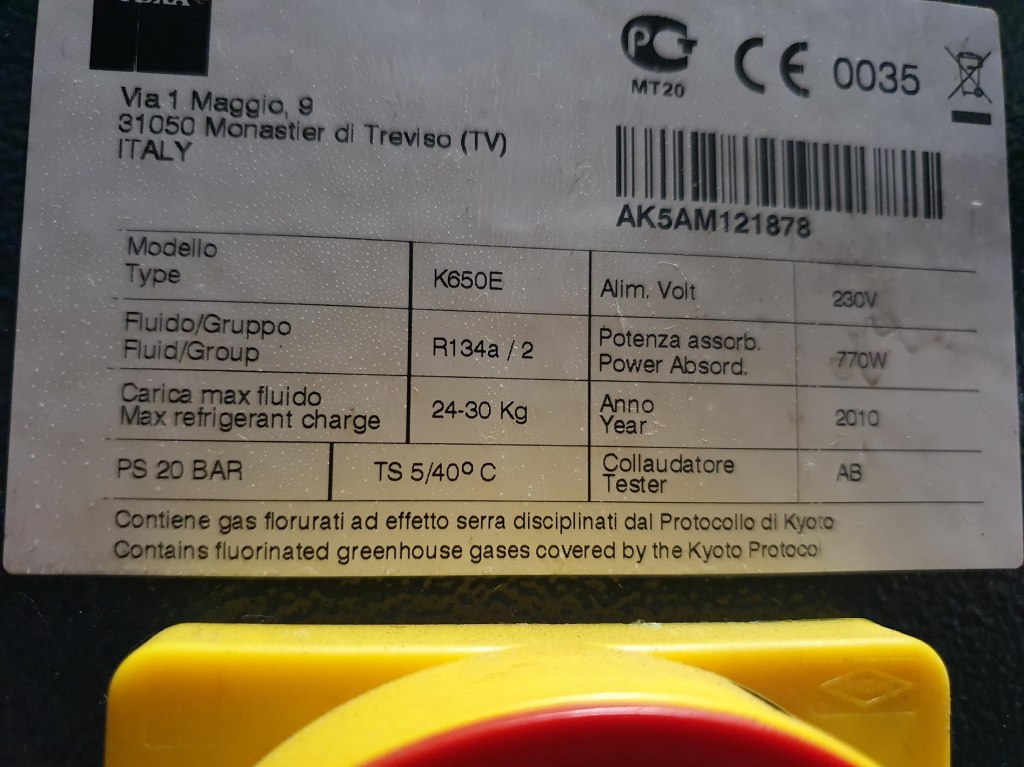 MT20
0035
Via 1 Maggio, 9
31050 Monastier di Treviso (TV)
ITALY
AK5AM121878
Modello
Type
K650E
Alim. Volt
230V
Fluido/Gruppo
Fluid/Group
R134a / 2
Potenza assorb.
Power Absord.
770W
Carica max fluido
Max refrigerant charge
24-30 Kg
Anno
Year
2010
PS 20 BAR
TS 5/40º C
Collaudatore
Tester
AB
Contiene gas florurati ad effetto serra disciplinati dal Protocollo di Kyoto
Contains fluorinated greenhouse gases covered by the Kyoto Protocol